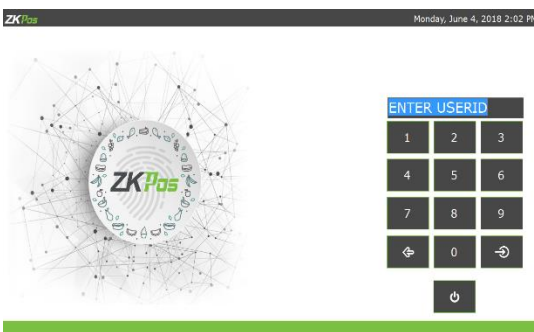 ZKPos
Monday, June 4, 2018 2:02 PM
ENTER USERID
ZKPos
1 2 3
4 5 6
7 8 9
0